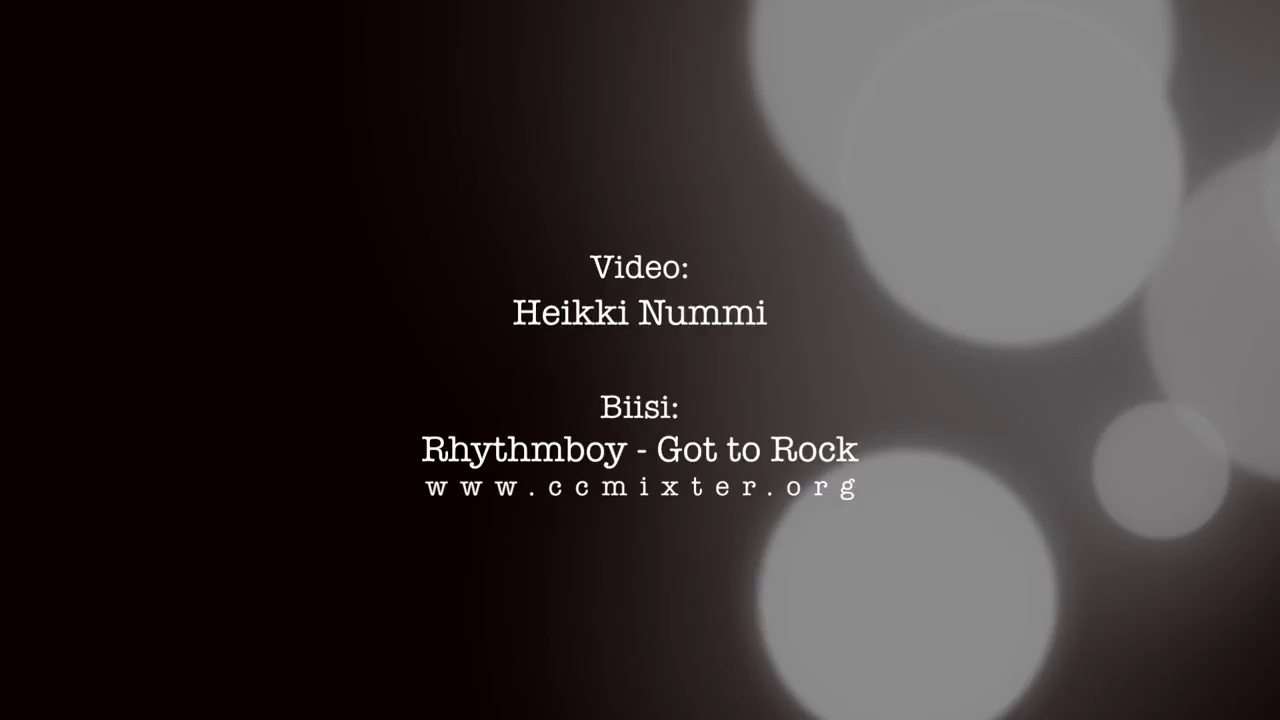 Video:
Heikki Nummi
Biisi:
Rhythmboy - Got to Rock
www.ccmixter.org